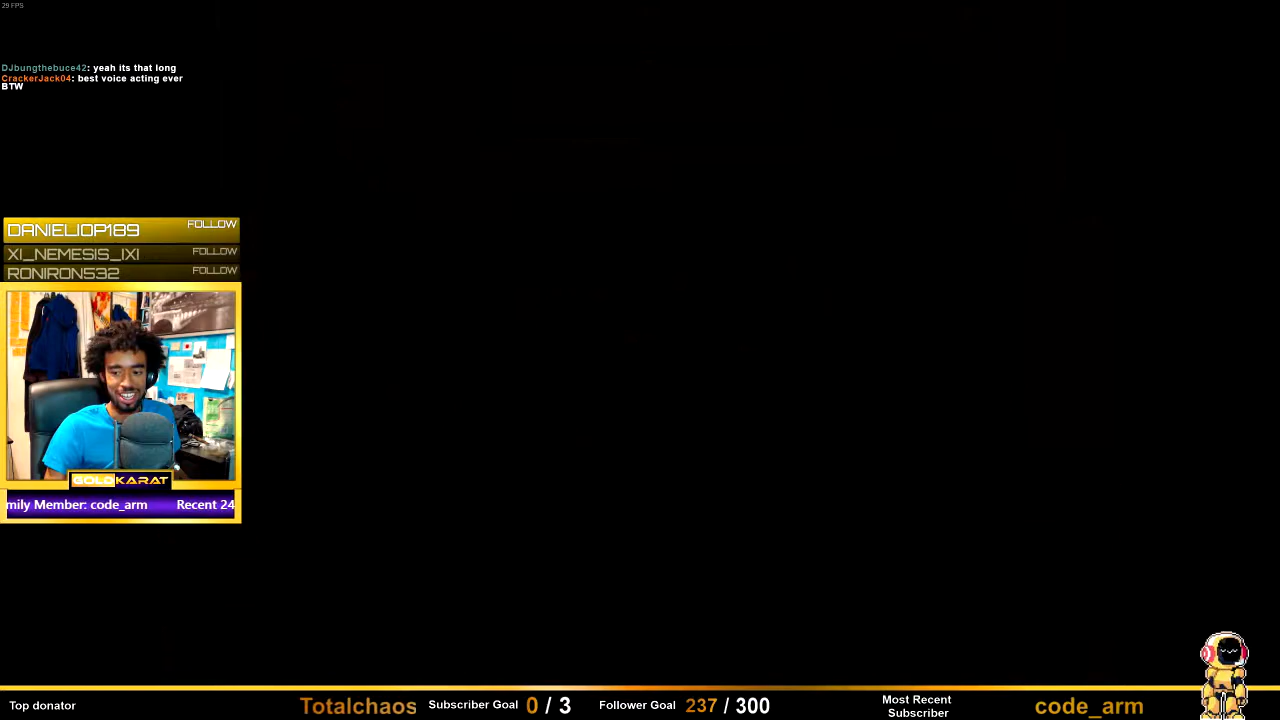 29 FPS
DJbungthebuce42: yeah its that long
CrackerJack04: best voice acting ever
BTW
DANIELIOP189 FOLLOW
XI_NEMESIS_IXI FOLLOW
RONIRON532 FOLLOW
GOLDKARAT
mily Member: code_arm Recent 24
Top donator Totalchaos Subscriber Goal 0 / 3 Follower Goal 237 / 300 Most Recent Subscriber code_arm